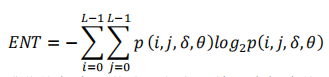 ENT = −∑_{i=0}^{L−1} ∑_{j=0}^{L−1} p (i, j, δ, θ)log₂p(i, j, δ, θ)